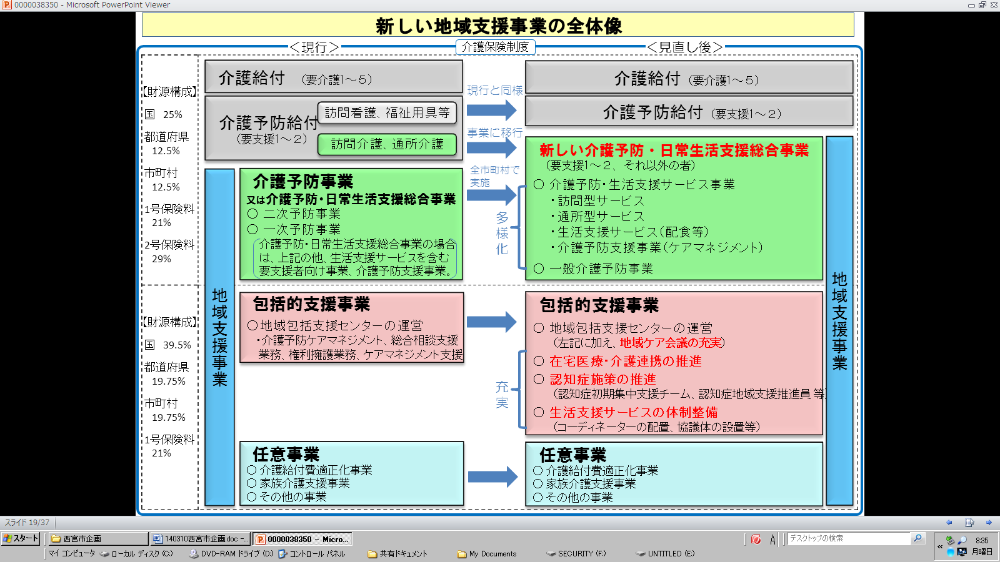 0000038350 - Microsoft PowerPoint Viewer
新しい地域支援事業の全体像
＜現行＞
介護保険制度
＜見直し後＞
【財源構成】
国 25%
都道府県
12.5%
市町村
12.5%
1号保険料
21%
2号保険料
29%
【財源構成】
国 39.5%
都道府県
19.75%
市町村
19.75%
1号保険料
21%
介護給付 （要介護1～５）
介護予防給付
（要支援1～２）
訪問看護、福祉用具等
訪問介護、通所介護
地域支援事業
介護予防事業
又は介護予防・日常生活支援総合事業
○ 二次予防事業
○ 一次予防事業
介護予防・日常生活支援総合事業の場合
は、上記の他、生活支援サービスを含む
要支援者向け事業、介護予防支援事業。
包括的支援事業
○地域包括支援センターの運営
・介護予防ケアマネジメント、総合相談支援
業務、権利擁護業務、ケアマネジメント支援
任意事業
○ 介護給付費適正化事業
○ 家族介護支援事業
○ その他の事業
現行と同様
事業に移行
全市町村で
実施
多様化
充実
介護給付 （要介護1～５）
介護予防給付 （要支援1～２）
新しい介護予防・日常生活支援総合事業
（要支援1～２、それ以外の者）
○ 介護予防・生活支援サービス事業
・訪問型サービス
・通所型サービス
・生活支援サービス（配食等）
・介護予防支援事業（ケアマネジメント）
○ 一般介護予防事業
包括的支援事業
○ 地域包括支援センターの運営
（左記に加え、地域ケア会議の充実）
○ 在宅医療・介護連携の推進
○ 認知症施策の推進
（認知症初期集中支援チーム、認知症地域支援推進員 等）
○ 生活支援サービスの体制整備
（コーディネーターの配置、協議体の設置等）
任意事業
○ 介護給付費適正化事業
○ 家族介護支援事業
○ その他の事業
地域支援事業
スライド 19/37
スタート
西宮市企画
140310西宮市企画.doc -...
0000038350 - Micro...
A
デスクトップの検索
8:35
月曜日
マイ コンピュータ
ローカル ディスク (C:)
DVD-RAM ドライブ (D:)
コントロール パネル
共有ドキュメント
My Documents
SECURITY (F:)
UNTITLED (E:)